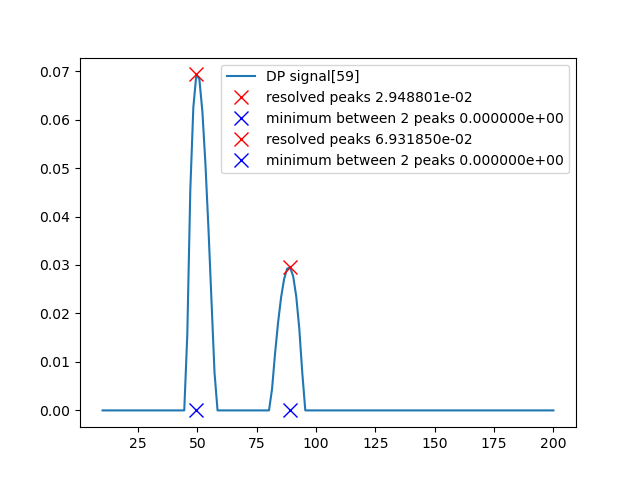 0.07
0.06
0.05
0.04
0.03
0.02
0.01
0.00
DP signal[59]
resolved peaks 2.948801e-02
minimum between 2 peaks 0.000000e+00
resolved peaks 6.931850e-02
minimum between 2 peaks 0.000000e+00
25 50 75 100 125 150 175 200